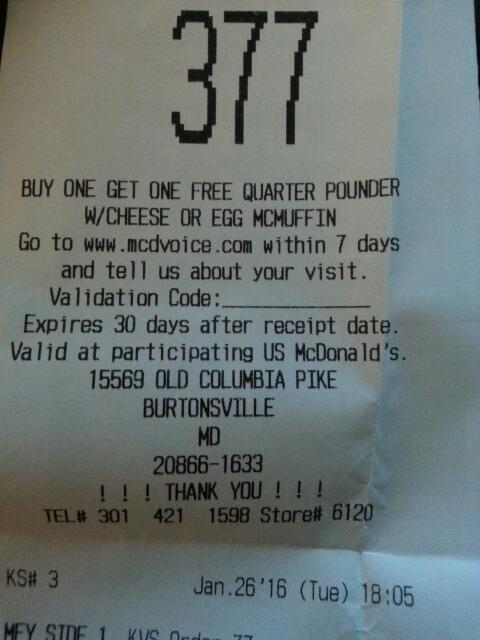 377
BUY ONE GET ONE FREE QUARTER POUNDER
W/CHEESE OR EGG MCMUFFIN
Go to www.mcdvoice.com within 7 days
and tell us about your visit.
Validation Code:______________
Expires 30 days after receipt date.
Valid at participating US McDonald's.
15569 OLD COLUMBIA PIKE
BURTONSVILLE
MD
20866-1633
! ! ! THANK YOU ! ! !
TEL# 301 421 1598 Store# 6120
KS# 3 Jan.26'16 (Tue) 18:05
MFY SIDE 1 KVS Order 77